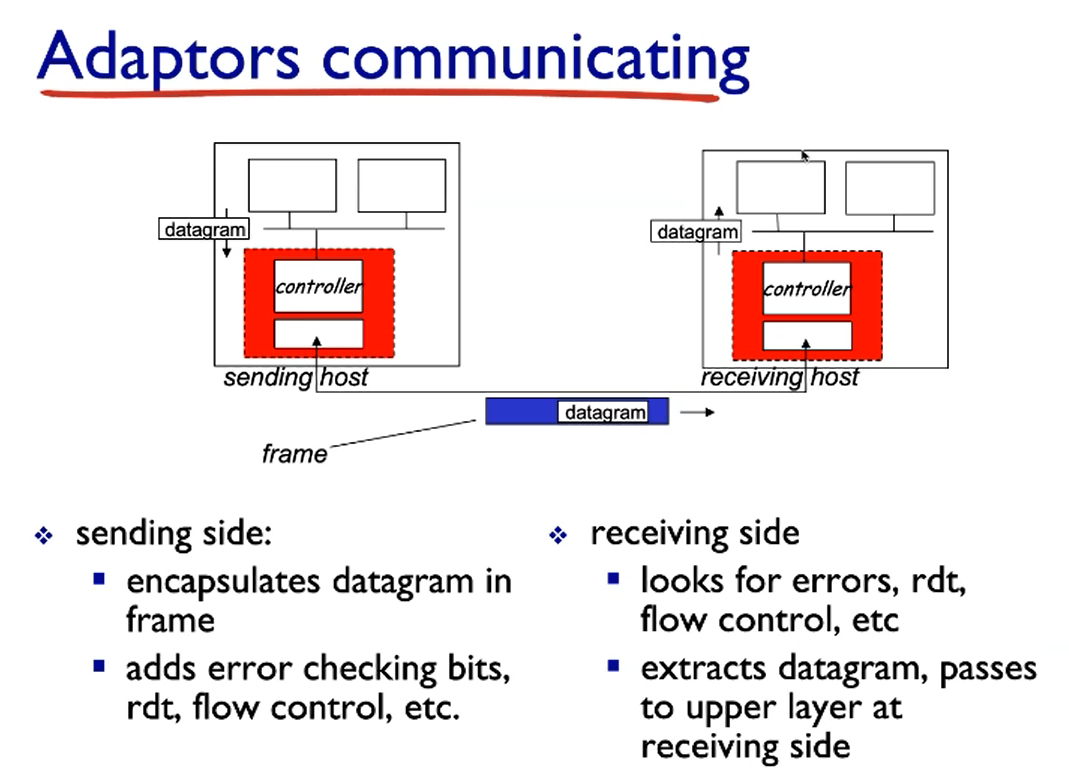 Adaptors communicating
datagram
controller
sending host
datagram
controller
receiving host
datagram
frame
sending side:
encapsulates datagram in
frame
adds error checking bits,
rdt, flow control, etc.
receiving side
looks for errors, rdt,
flow control, etc
extracts datagram, passes
to upper layer at
receiving side